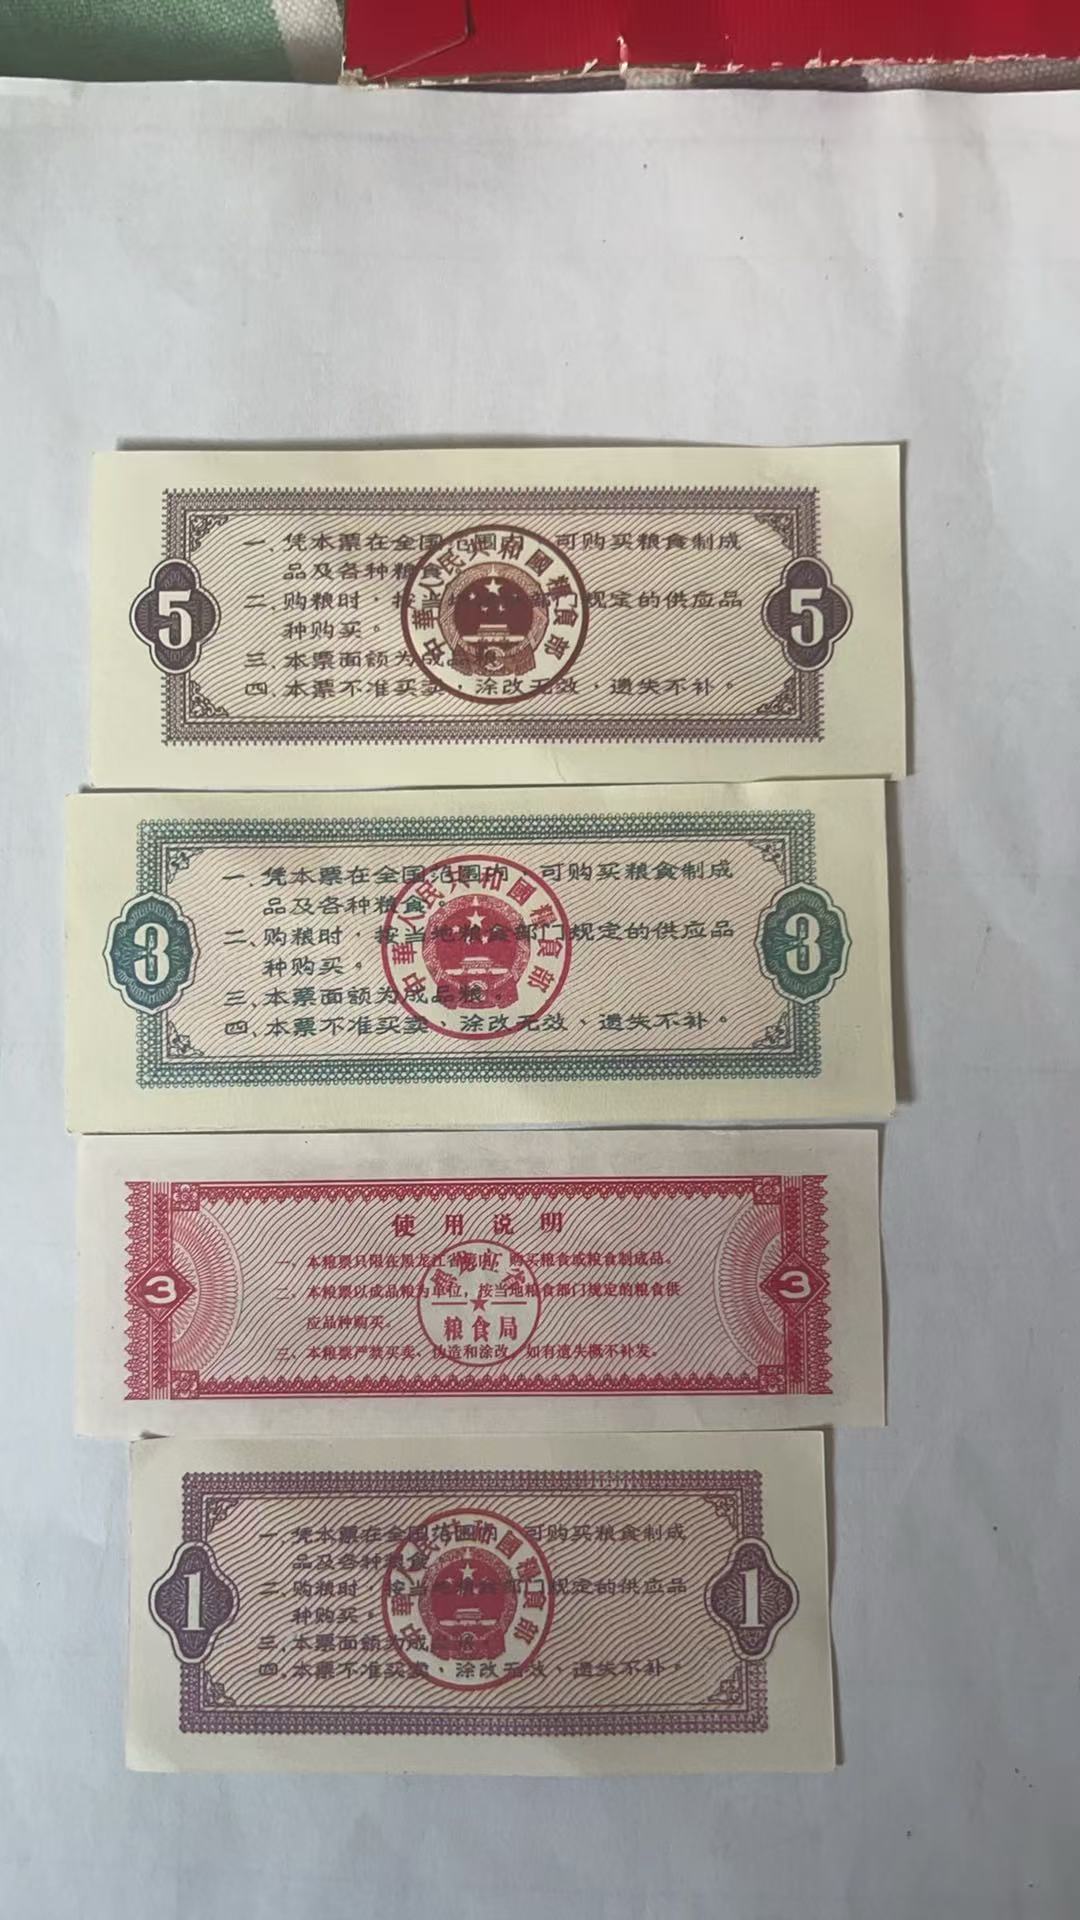 一、凭本票在全国范围内、可购买粮食制成
品及各种粮食。
二、购粮时，按当地粮食部门规定的供应品
种购买。
三、本票面额为成品粮。
四、本票不准买卖、涂改无效、遗失不补。
5
5
中華人民共和國糧食部
一、凭本票在全国范围内、可购买粮食制成
品及各种粮食。
二、购粮时，按当地粮食部门规定的供应品
种购买。
三、本票面额为成品粮。
四、本票不准买卖、涂改无效、遗失不补。
3
3
中華人民共和國糧食部
使用说明
一、本粮票只限在黑龙江省境内，购买粮食或粮食制成品。
二、本粮票以成品粮为单位，按当地粮食部门规定的粮食供
应品种购买。
三、本粮票严禁买卖、伪造和涂改，如有遗失概不补发。
3
3
黑龙江省
粮食局
一、凭本票在全国范围内、可购买粮食制成
品及各种粮食
二、购粮时，按当地粮食部门规定的供应品
种购买。
三、本票面额为成品粮
四、本票不准买卖、涂改无效、遗失不补。
1
1
中華人民共和國糧食部